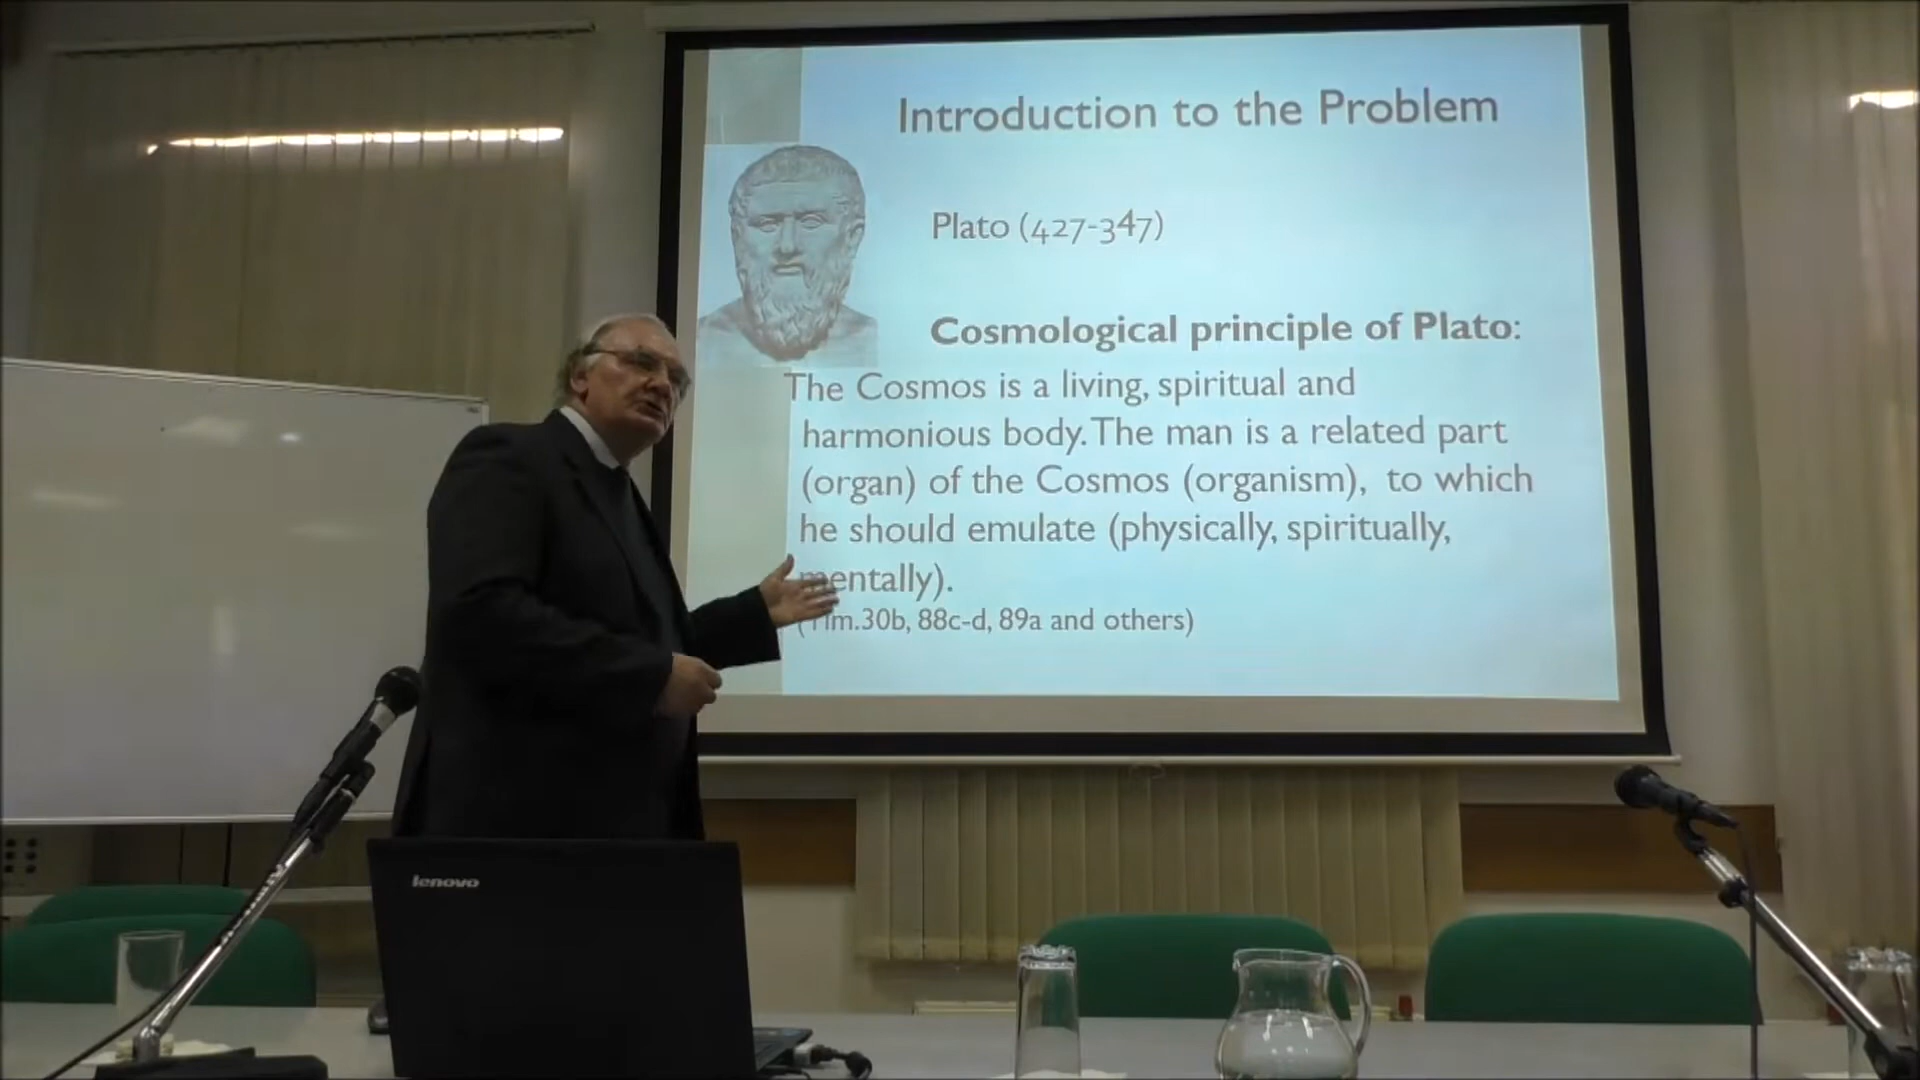 Introduction to the Problem
Plato (427-347)
Cosmological principle of Plato:
The Cosmos is a living, spiritual and
harmonious body. The man is a related part
(organ) of the Cosmos (organism), to which
he should emulate (physically, spiritually,
mentally).
(Tim.30b, 88c-d, 89a and others)
lenovo